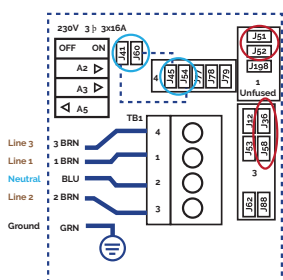 230V 3 þ 3x16A
OFF ON
A2
A3
A5
J41
J60
4
J45
J54
J77
J78
J79
J51
J52
J198
1
Unfused
J12
J36
J53
J58
3
J62
J88
TB1
Line 3 3 BRN 4
Line 1 1 BRN 1
Neutral BLU 2
Line 2 2 BRN 3
Ground GRN